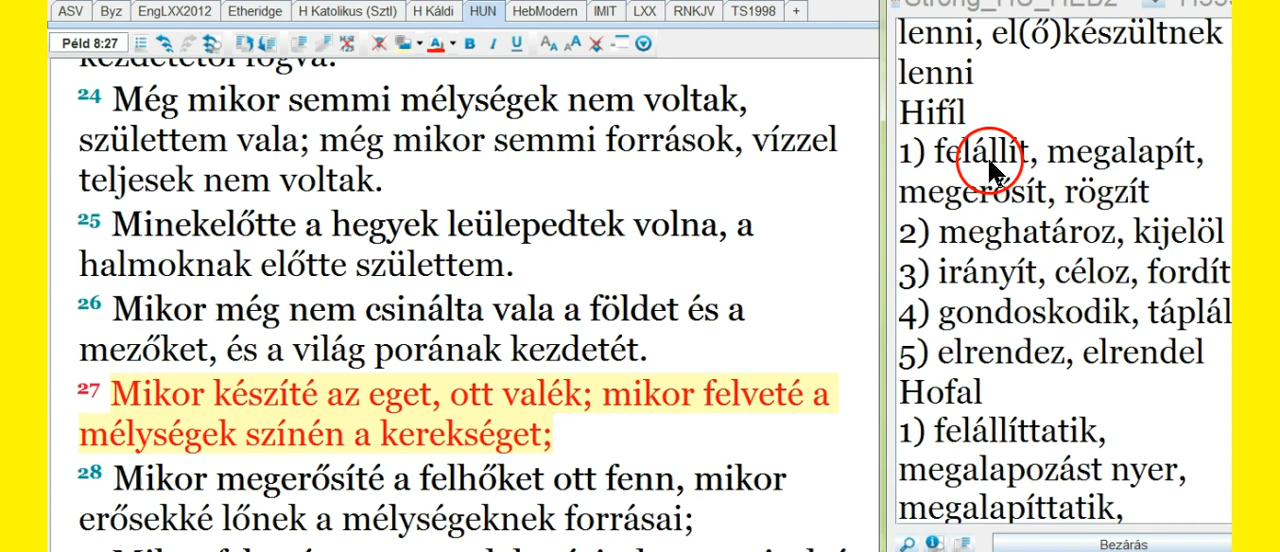 ASV Byz EngLXX2012 Etheridge H Katolikus (Sztl) H Káldi HUN HebModern IMIT LXX RNKJV TS1998 +
Péld 8:27
kezdetétől fogva.
24 Még mikor semmi mélységek nem voltak,
születtem vala; még mikor semmi források, vízzel
teljesek nem voltak.
25 Minekelőtte a hegyek leülepedtek volna, a
halmoknak előtte születtem.
26 Mikor még nem csinálta vala a földet és a
mezőket, és a világ porának kezdetét.
27 Mikor készíté az eget, ott valék; mikor felveté a
mélységek színén a kerekséget;
28 Mikor megerősíté a felhőket ott fenn, mikor
erősekké lőnek a mélységeknek forrásai;
lenni, el(ő)készültnek
lenni
Hifíl
1) felállít, megalapít,
megerősít, rögzít
2) meghatároz, kijelöl
3) irányít, céloz, fordít
4) gondoskodik, táplál
5) elrendez, elrendel
Hofal
1) felállíttatik,
megalapozást nyer,
megalapíttatik,
Bezárás